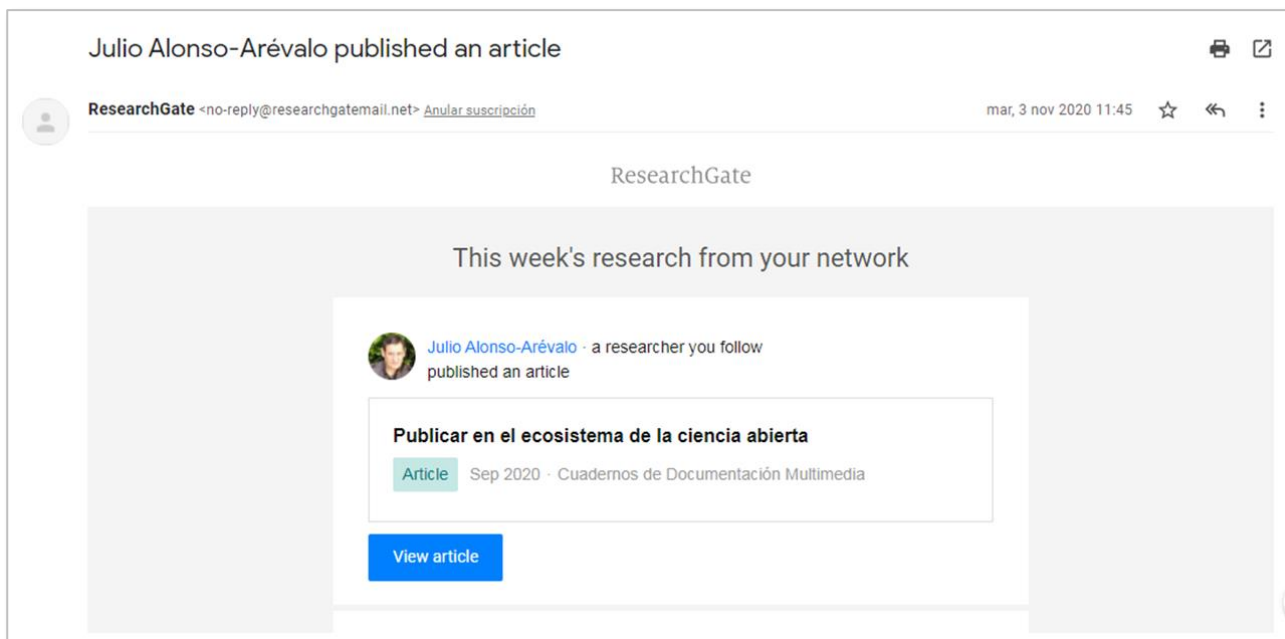 Julio Alonso-Arévalo published an article
ResearchGate <no-reply@researchgatemail.net> Anular suscripción mar, 3 nov 2020 11:45
ResearchGate
This week's research from your network
Julio Alonso-Arévalo · a researcher you follow
published an article
Publicar en el ecosistema de la ciencia abierta
Article Sep 2020 · Cuadernos de Documentación Multimedia
View article